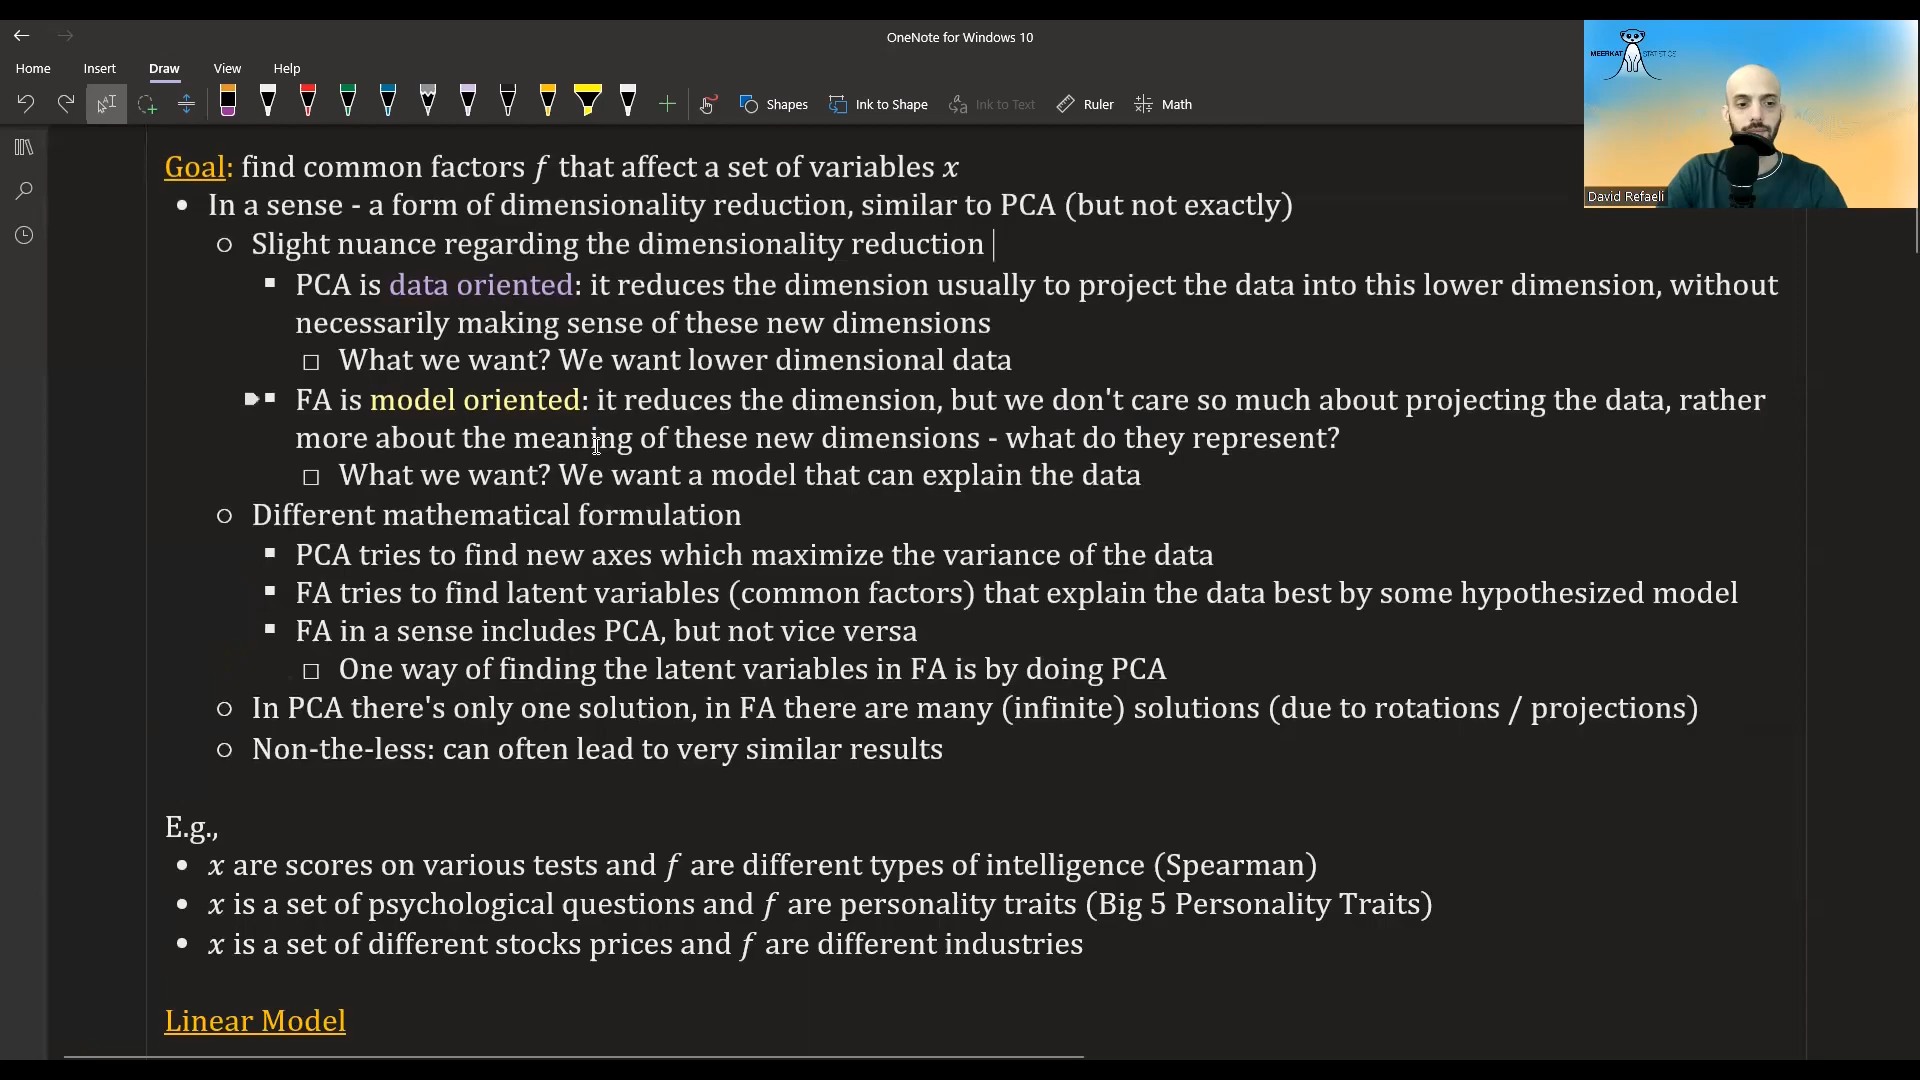 OneNote for Windows 10
Home Insert Draw View Help
Shapes Ink to Shape Ink to Text Ruler Math
MEERKAT STATISTICS
David Refaeli
Goal: find common factors f that affect a set of variables x
• In a sense - a form of dimensionality reduction, similar to PCA (but not exactly)
○ Slight nuance regarding the dimensionality reduction
▪ PCA is data oriented: it reduces the dimension usually to project the data into this lower dimension, without
necessarily making sense of these new dimensions
□ What we want? We want lower dimensional data
▪ FA is model oriented: it reduces the dimension, but we don't care so much about projecting the data, rather
more about the meaning of these new dimensions - what do they represent?
□ What we want? We want a model that can explain the data
○ Different mathematical formulation
▪ PCA tries to find new axes which maximize the variance of the data
▪ FA tries to find latent variables (common factors) that explain the data best by some hypothesized model
▪ FA in a sense includes PCA, but not vice versa
□ One way of finding the latent variables in FA is by doing PCA
○ In PCA there's only one solution, in FA there are many (infinite) solutions (due to rotations / projections)
○ Non-the-less: can often lead to very similar results
E.g.,
• x are scores on various tests and f are different types of intelligence (Spearman)
• x is a set of psychological questions and f are personality traits (Big 5 Personality Traits)
• x is a set of different stocks prices and f are different industries
Linear Model